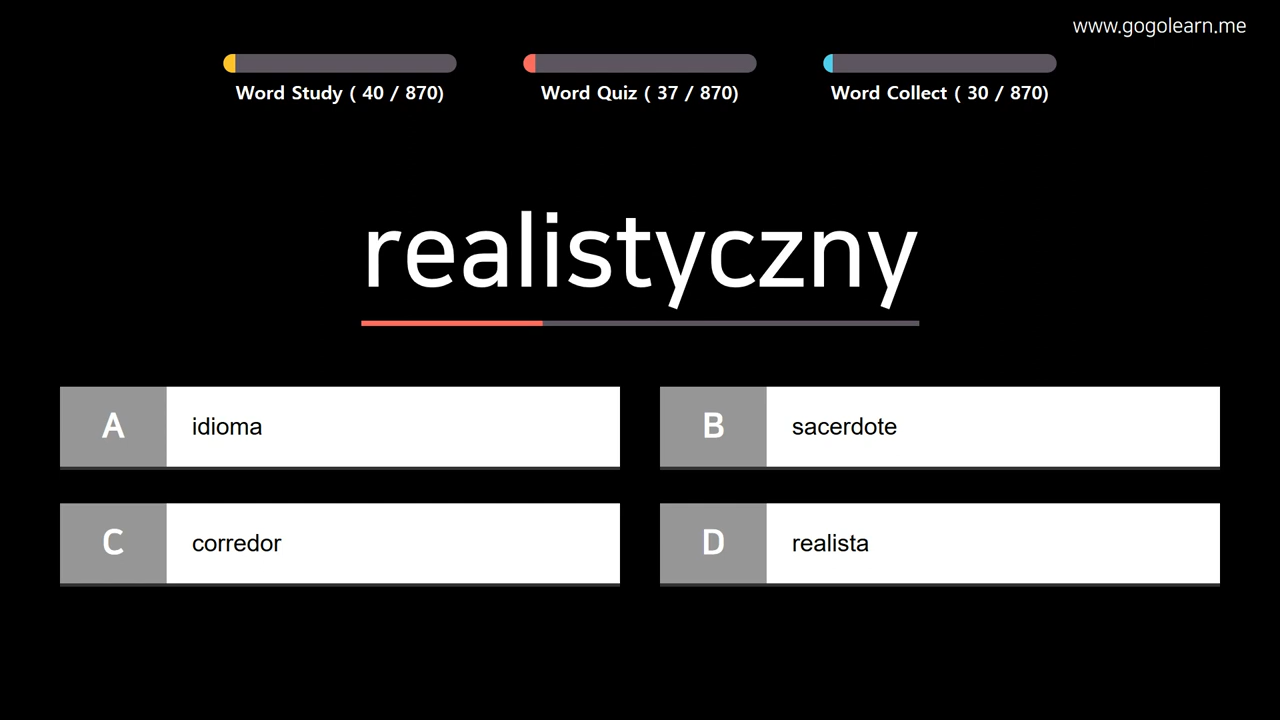 www.gogolearn.me
Word Study ( 40 / 870)
Word Quiz ( 37 / 870)
Word Collect ( 30 / 870)
realistyczny
A idioma
B sacerdote
C corredor
D realista